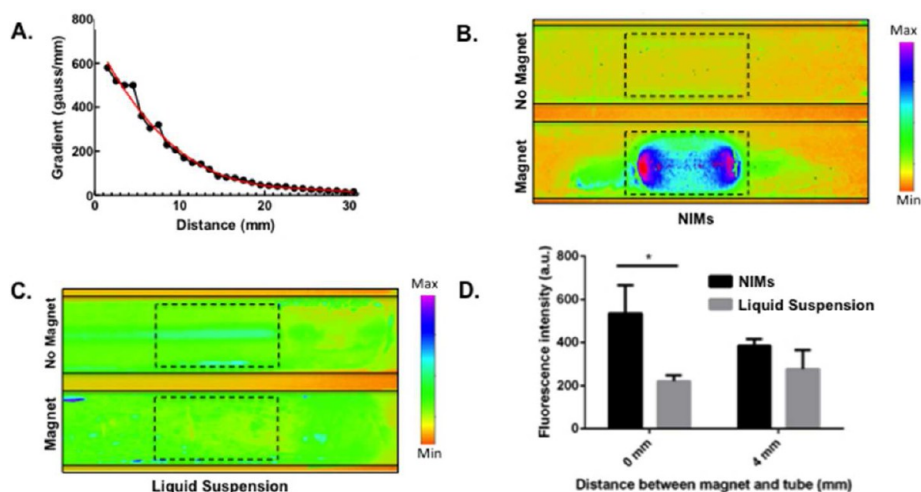 A.
800
600
400
200
0
Gradient (gauss/mm)
0
10
20
30
Distance (mm)
B.
No Magnet
Magnet
NIMs
Max
Min
C.
No Magnet
Magnet
Liquid Suspension
Max
Min
D.
800
600
400
200
0
Fluorescence intensity (a.u.)
*
NIMs
Liquid Suspension
0 mm
4 mm
Distance between magnet and tube (mm)